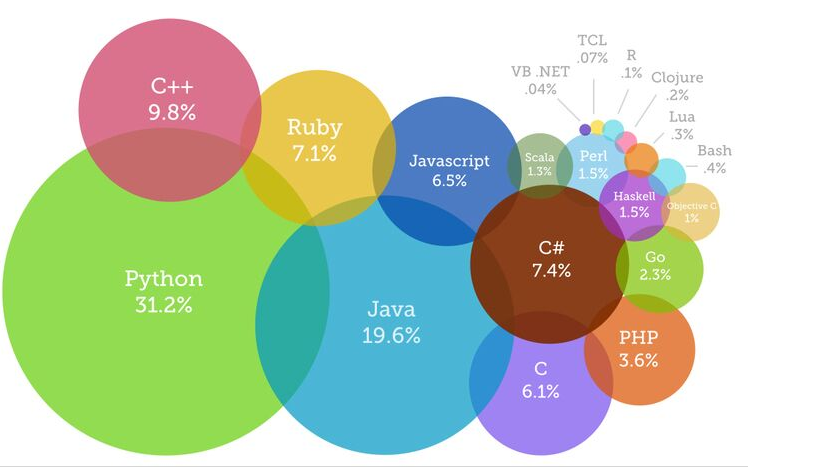 TCL
.07%
R
.1%
VB .NET
.04%
Clojure
.2%
Lua
.3%
Bash
.4%
C++
9.8%
Ruby
7.1%
Javascript
6.5%
Scala
1.3%
Perl
1.5%
Haskell
1.5%
Objective C
1%
Python
31.2%
Java
19.6%
C#
7.4%
Go
2.3%
PHP
3.6%
C
6.1%